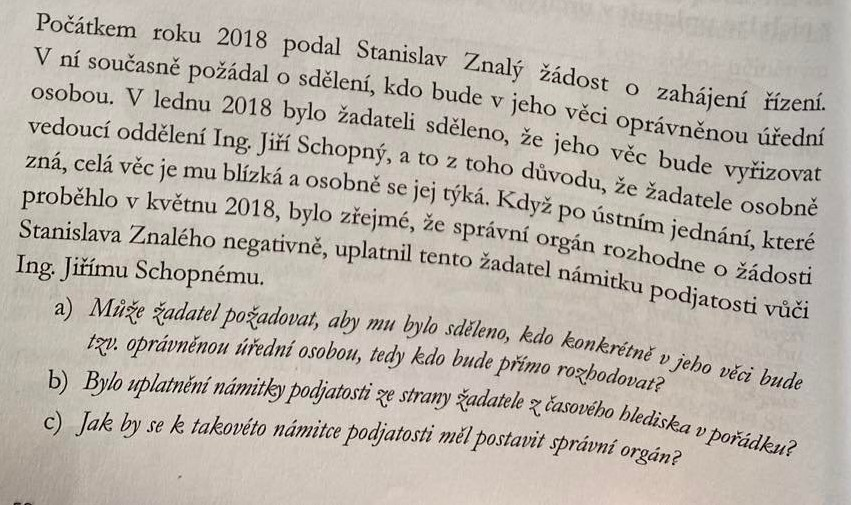 Počátkem roku 2018 podal Stanislav Znalý žádost o zahájení řízení.
V ní současně požádal o sdělení, kdo bude v jeho věci oprávněnou úřední
osobou. V lednu 2018 bylo žadateli sděleno, že jeho věc bude vyřizovat
vedoucí oddělení Ing. Jiří Schopný, a to z toho důvodu, že žadatele osobně
zná, celá věc je mu blízká a osobně se jej týká. Když po ústním jednání, které
proběhlo v květnu 2018, bylo zřejmé, že správní orgán rozhodne o žádosti
Stanislava Znalého negativně, uplatnil tento žadatel námitku podjatosti vůči
Ing. Jiřímu Schopnému.
a) Může žadatel požadovat, aby mu bylo sděleno, kdo konkrétně v jeho věci bude
tzv. oprávněnou úřední osobou, tedy kdo bude přímo rozhodovat?
b) Bylo uplatnění námitky podjatosti ze strany žadatele z časového hlediska v pořádku?
c) Jak by se k takovéto námitce podjatosti měl postavit správní orgán?